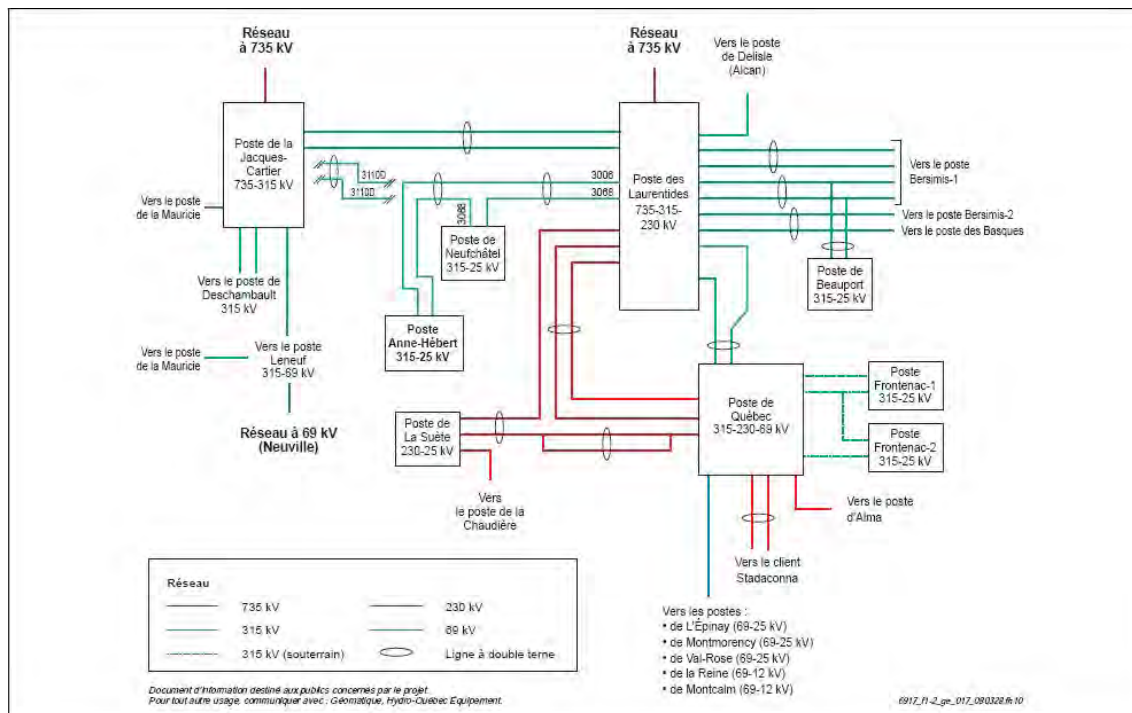 Réseau
à 735 kV
Réseau
à 735 kV
Vers le poste
de Delisle
(Alcan)
Poste de la
Jacques-
Cartier
735-315 kV
3110D
3110D
3006
3068
3088
Poste des
Laurentides
735-315-
230 kV
Vers le poste
Bersimis-1
Vers le poste
de la Mauricie
Vers le poste Bersimis-2
Vers le poste des Basques
Poste de
Neufchâtel
315-25 kV
Poste de
Beauport
315-25 kV
Vers le poste de
Deschambault
315 kV
Poste
Anne-Hébert
315-25 kV
Vers le poste
de la Mauricie
Vers le poste
Leneuf
315-69 kV
Réseau à 69 kV
(Neuville)
Poste de
La Suète
230-25 kV
Poste de
Québec
315-230-69 kV
Poste
Frontenac-1
315-25 kV
Poste
Frontenac-2
315-25 kV
Vers
le poste de la
Chaudière
Vers le poste
d'Alma
Vers le client
Stadaconna
Vers les postes :
• de L'Épinay (69-25 kV)
• de Montmorency (69-25 kV)
• de Val-Rose (69-25 kV)
• de la Reine (69-12 kV)
• de Montcalm (69-12 kV)
Réseau
735 kV
230 kV
315 kV
69 kV
315 kV (souterrain)
Ligne à double terne
Document d'information destiné aux publics concernés par le projet.
Pour tout autre usage, communiquer avec : Géomatique, Hydro-Québec Équipement.
6917_f1-2_ge_017_090328.fh10